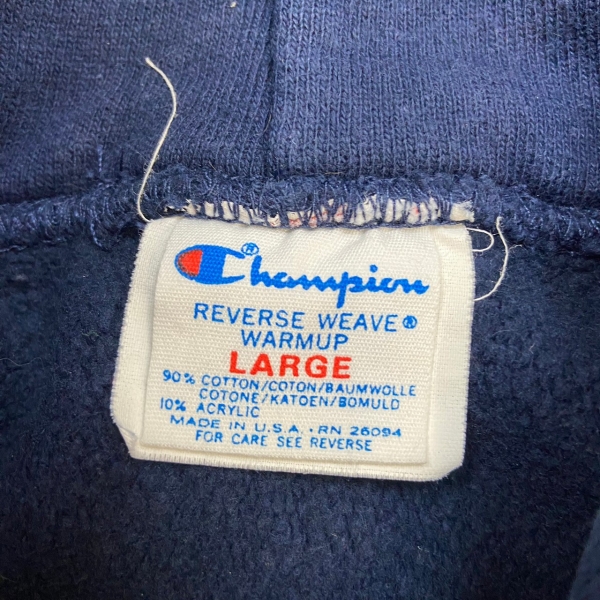 Champion®
REVERSE WEAVE®
WARMUP
LARGE
90% COTTON/COTON/BAUMWOLLE
COTONE/KATOEN/BOMULD
10% ACRYLIC
MADE IN U.S.A. · RN 26094
FOR CARE SEE REVERSE